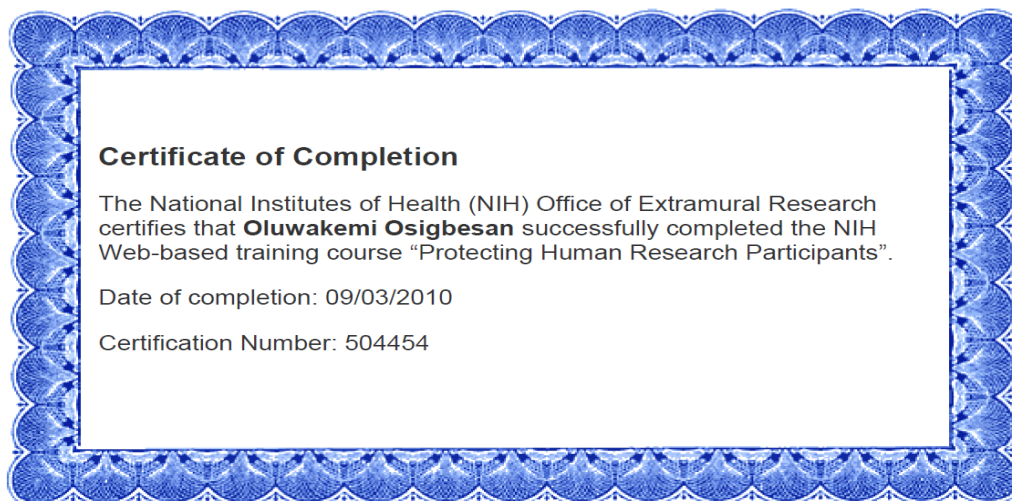 Certificate of Completion
The National Institutes of Health (NIH) Office of Extramural Research
certifies that Oluwakemi Osigbesan successfully completed the NIH
Web-based training course “Protecting Human Research Participants”.
Date of completion: 09/03/2010
Certification Number: 504454